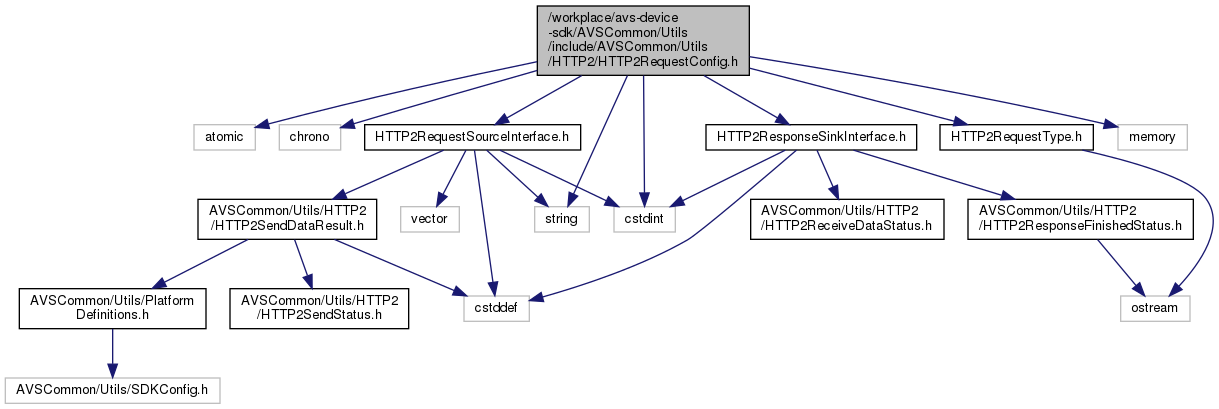 /workplace/avs-device
-sdk/AVSCommon/Utils
/include/AVSCommon/Utils
/HTTP2/HTTP2RequestConfig.h
atomic
chrono
HTTP2RequestSourceInterface.h
HTTP2ResponseSinkInterface.h
HTTP2RequestType.h
memory
AVSCommon/Utils/HTTP2
/HTTP2SendDataResult.h
vector
string
cstdint
AVSCommon/Utils/HTTP2
/HTTP2ReceiveDataStatus.h
AVSCommon/Utils/HTTP2
/HTTP2ResponseFinishedStatus.h
AVSCommon/Utils/Platform
Definitions.h
AVSCommon/Utils/HTTP2
/HTTP2SendStatus.h
cstddef
ostream
AVSCommon/Utils/SDKConfig.h